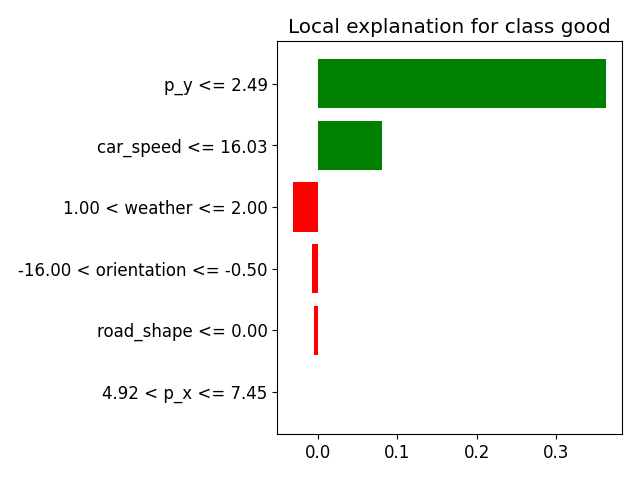 Local explanation for class good
p_y <= 2.49
car_speed <= 16.03
1.00 < weather <= 2.00
-16.00 < orientation <= -0.50
road_shape <= 0.00
4.92 < p_x <= 7.45
0.0 0.1 0.2 0.3